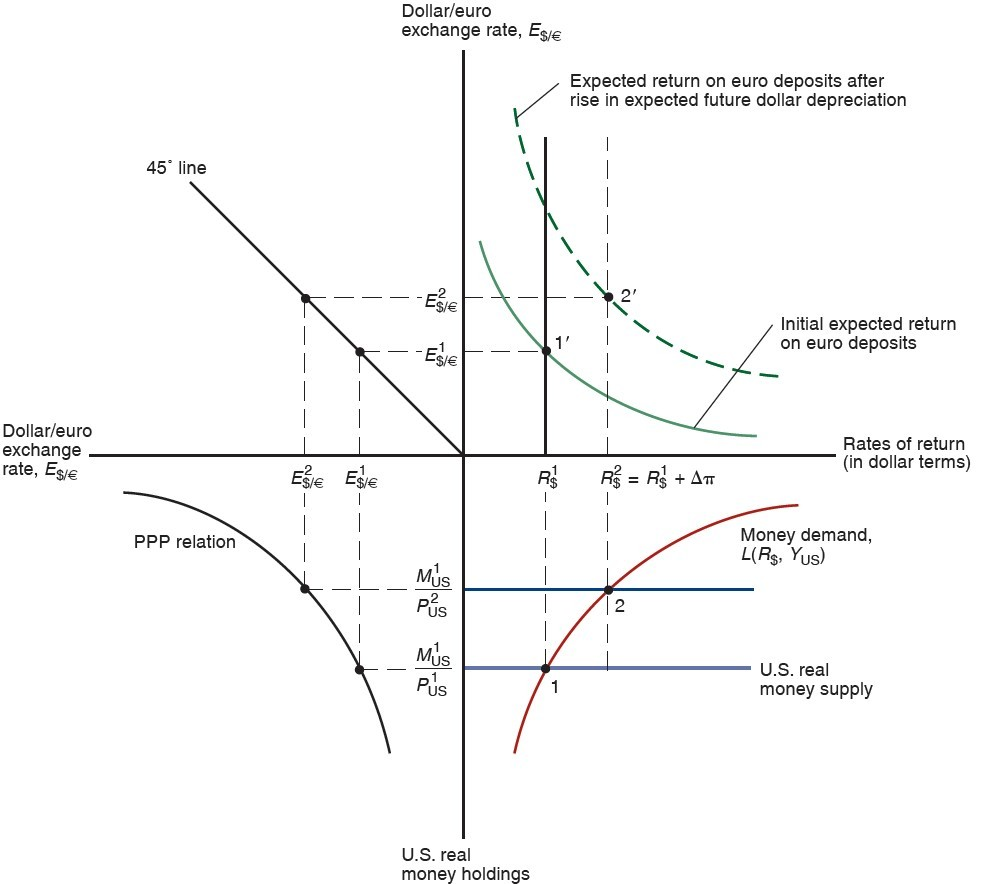 Dollar/euro
exchange rate, E$/€
Expected return on euro deposits after
rise in expected future dollar depreciation
45° line
E²$/€
2′
Initial expected return
on euro deposits
E¹$/€
1′
Dollar/euro
exchange
rate, E$/€
Rates of return
(in dollar terms)
E²$/€ E¹$/€
R¹$ R²$ = R¹$ + Δπ
PPP relation
Money demand,
L(R$, YUS)
M¹US
P²US
2
M¹US
P¹US
1
U.S. real
money supply
U.S. real
money holdings